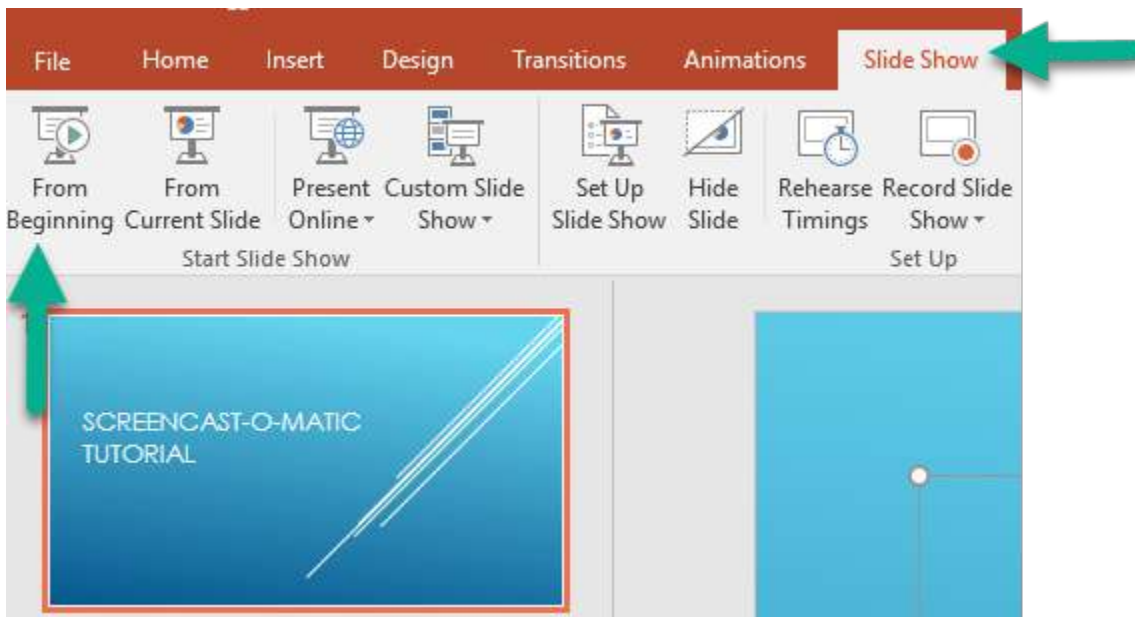 File Home Insert Design Transitions Animations Slide Show
From From Present Custom Slide Set Up Hide Rehearse Record Slide
Beginning Current Slide Online Show Slide Show Slide Timings Show
Start Slide Show Set Up
SCREENCAST-O-MATIC
TUTORIAL